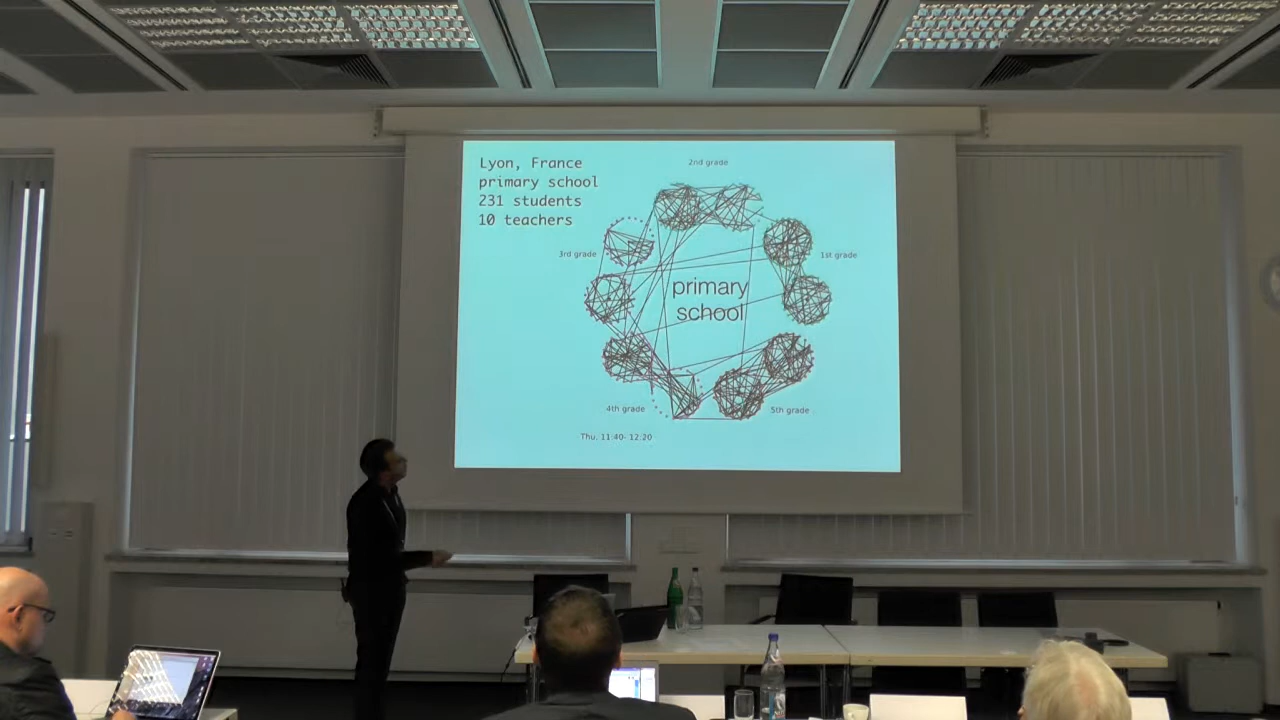 Lyon, France
primary school
231 students
10 teachers
2nd grade
3rd grade
1st grade
primary
school
4th grade
5th grade
Thu. 11:40- 12:20